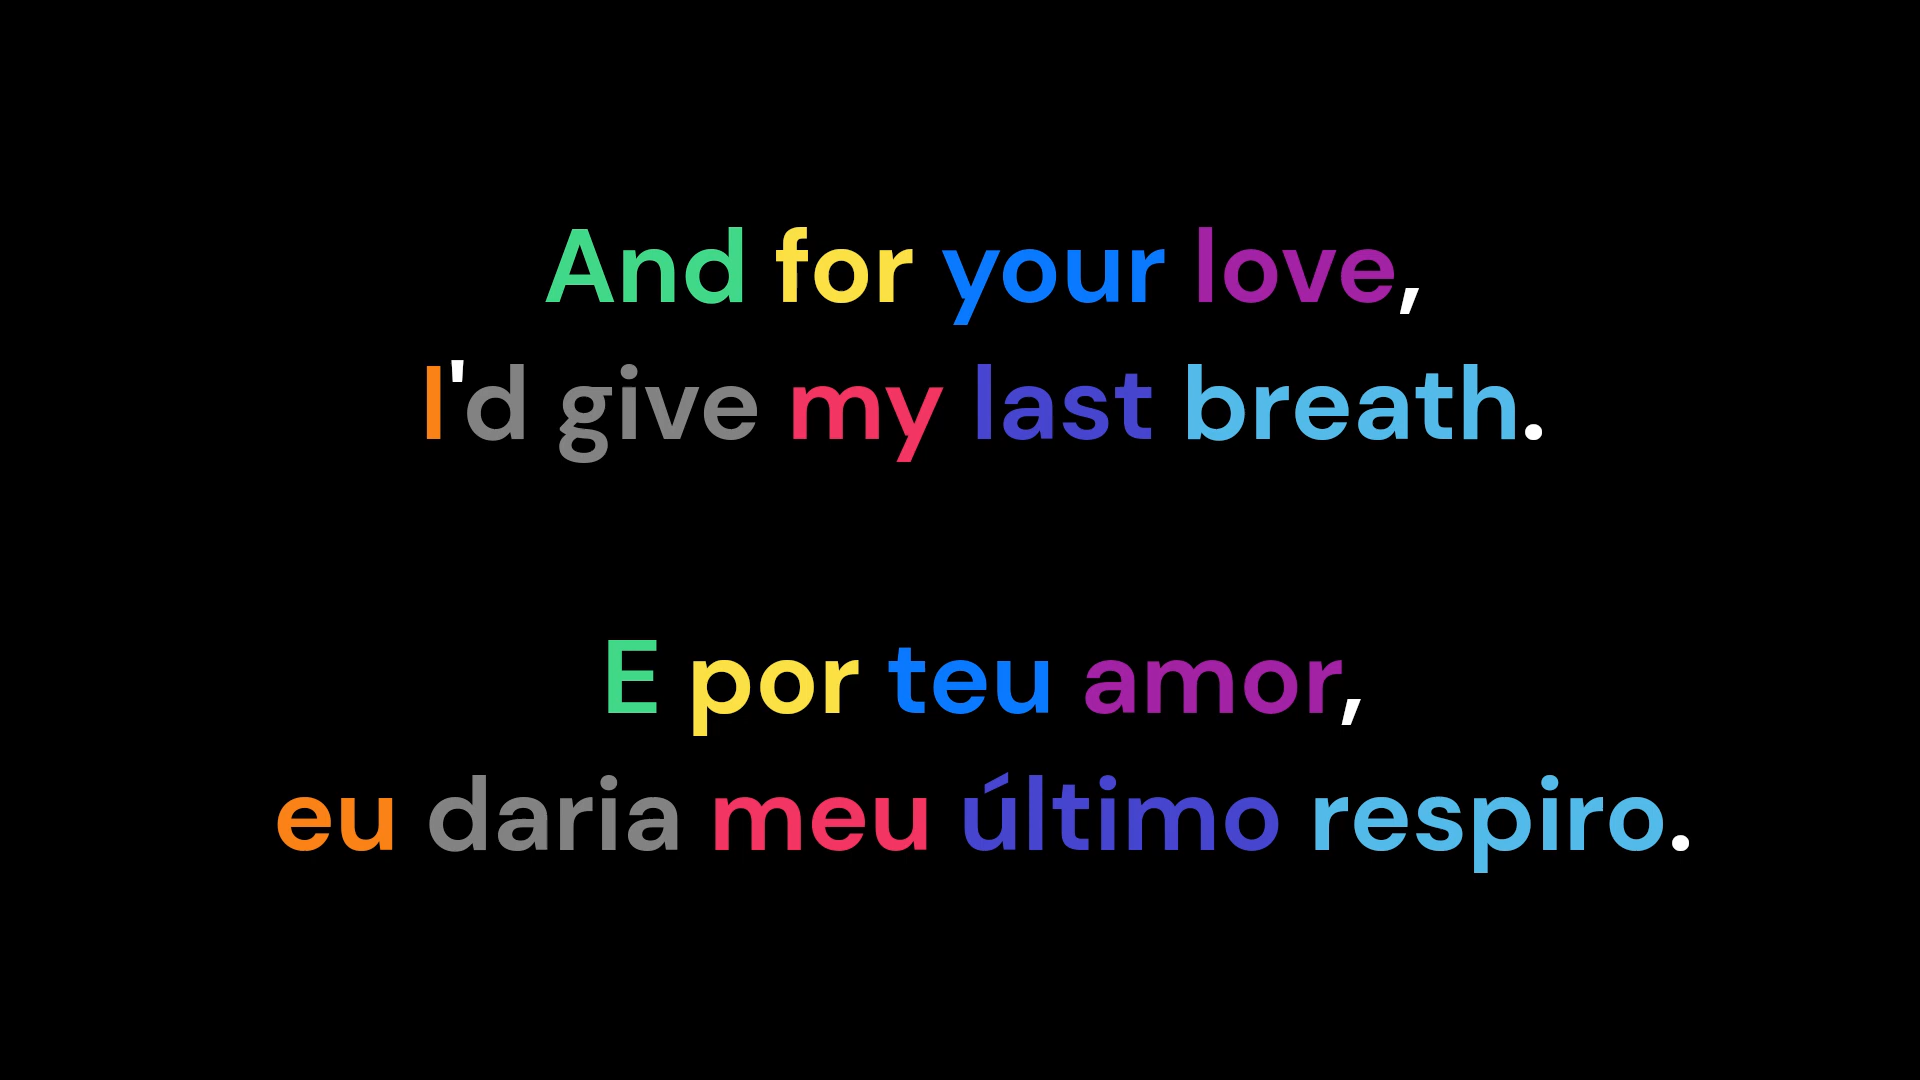 And for your love,
I'd give my last breath.
E por teu amor,
eu daria meu último respiro.